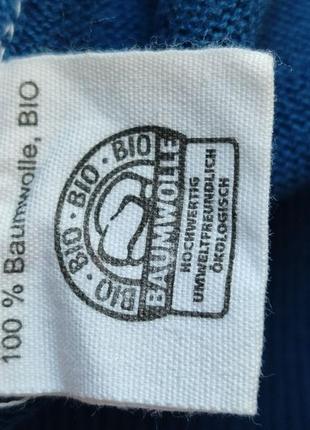 100 % Baumwolle, BIO
BIO · BIO · BIO · BIO
BAUMWOLLE
HOCHWERTIG
UMWELTFREUNDLICH
ÖKOLOGISCH